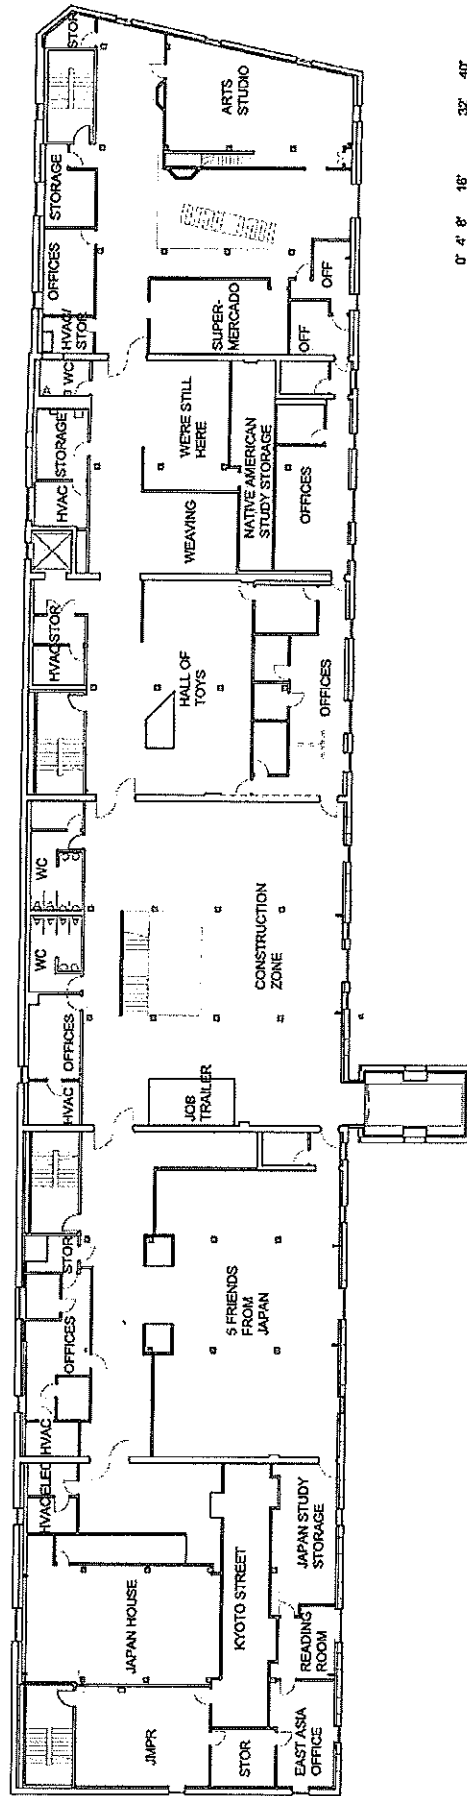 STOR
ARTS
STUDIO
STORAGE
OFFICES
HVAC/
STOR
WC
SUPER-
MERCADO
OFF
OFF
STORAGE
HVAC
WE'RE STILL
HERE
WEAVING
NATIVE AMERICAN
STUDY STORAGE
OFFICES
HVAC
STOR
HALL OF
TOYS
OFFICES
WC
WC
OFFICES
HVAC
CONSTRUCTION
ZONE
JOB
TRAILER
STOR
OFFICES
HVAC
5 FRIENDS
FROM
JAPAN
ELEC
HVAC
JAPAN HOUSE
KYOTO STREET
JAPAN STUDY
STORAGE
READING
ROOM
JMPR
STOR
EAST ASIA
OFFICE
0' 4' 8' 16' 32' 40'